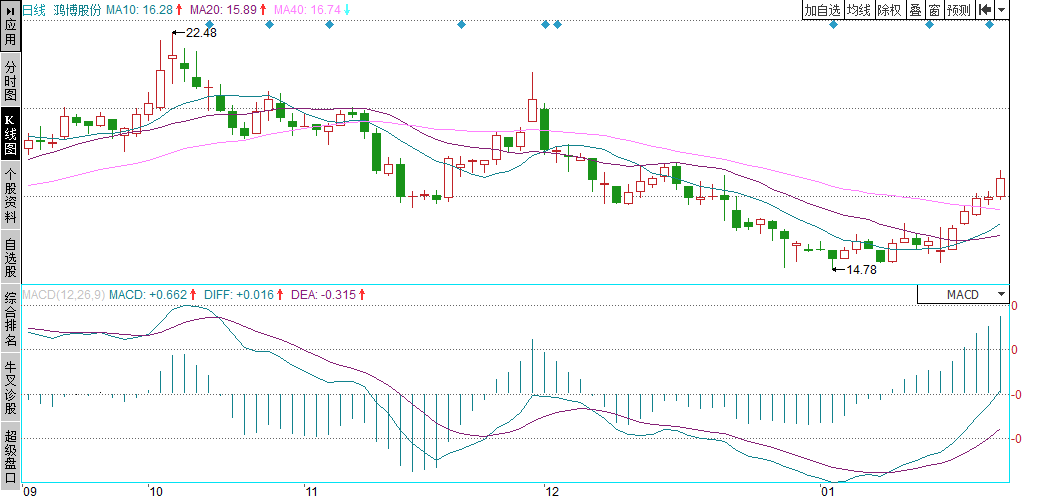 日线 鸿博股份 MA10: 16.28 MA20: 15.89 MA40: 16.74
加自选 均线 除权 叠 窗 预测
应用
分时图
K线图
个股资料
自选股
综合排名
牛叉诊股
超级盘口
22.48
14.78
MACD(12,26,9) MACD: +0.662 DIFF: +0.016 DEA: -0.315
MACD
0
0
-0
-0
09 10 11 12 01